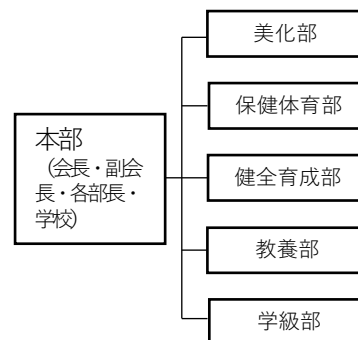 本部
（会長・副会
長・各部長・
学校）
美化部
保健体育部
健全育成部
教養部
学級部